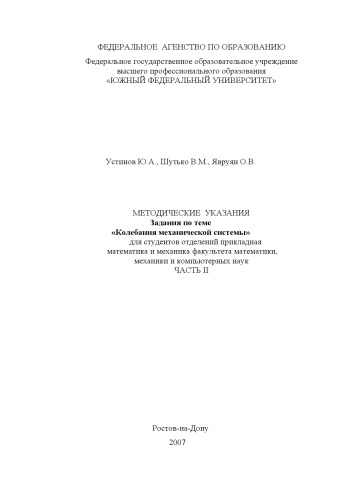 ФЕДЕРАЛЬНОЕ АГЕНСТВО ПО ОБРАЗОВАНИЮ
Федеральное государственное образовательное учреждение
высшего профессионального образования
«ЮЖНЫЙ ФЕДЕРАЛЬНЫЙ УНИВЕРСИТЕТ»
Устинов Ю.А., Шутько В.М., Явруян О.В.
МЕТОДИЧЕСКИЕ УКАЗАНИЯ
Задания по теме
«Колебания механической системы»
для студентов отделений прикладная
математика и механика факультета математики,
механики и компьютерных наук
ЧАСТЬ II
Ростов-на-Дону
2007